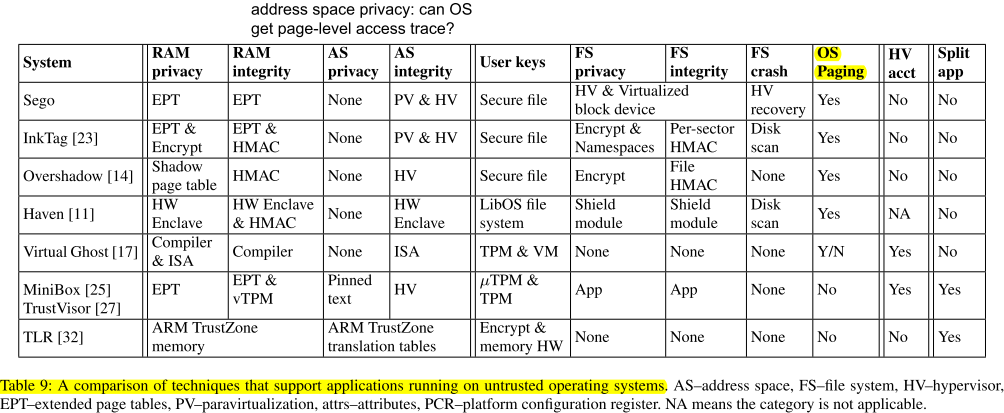 address space privacy: can OS
get page-level access trace?
System RAM privacy RAM integrity AS privacy AS integrity User keys FS privacy FS integrity FS crash OS Paging HV acct Split app
Sego EPT EPT None PV & HV Secure file HV & Virtualized block device HV recovery Yes No No
InkTag [23] EPT & Encrypt EPT & HMAC None PV & HV Secure file Encrypt & Namespaces Per-sector HMAC Disk scan Yes No No
Overshadow [14] Shadow page table HMAC None HV Secure file Encrypt File HMAC None Yes No No
Haven [11] HW Enclave HW Enclave & HMAC None HW Enclave LibOS file system Shield module Shield module Disk scan Yes NA No
Virtual Ghost [17] Compiler & ISA Compiler None ISA TPM & VM None None None Y/N Yes No
MiniBox [25] TrustVisor [27] EPT EPT & vTPM Pinned text HV μTPM & TPM App App None No Yes Yes
TLR [32] ARM TrustZone memory ARM TrustZone translation tables Encrypt & memory HW None None None No No Yes
Table 9: A comparison of techniques that support applications running on untrusted operating systems. AS–address space, FS–file system, HV–hypervisor,
EPT–extended page tables, PV–paravirtualization, attrs–attributes, PCR–platform configuration register. NA means the category is not applicable.